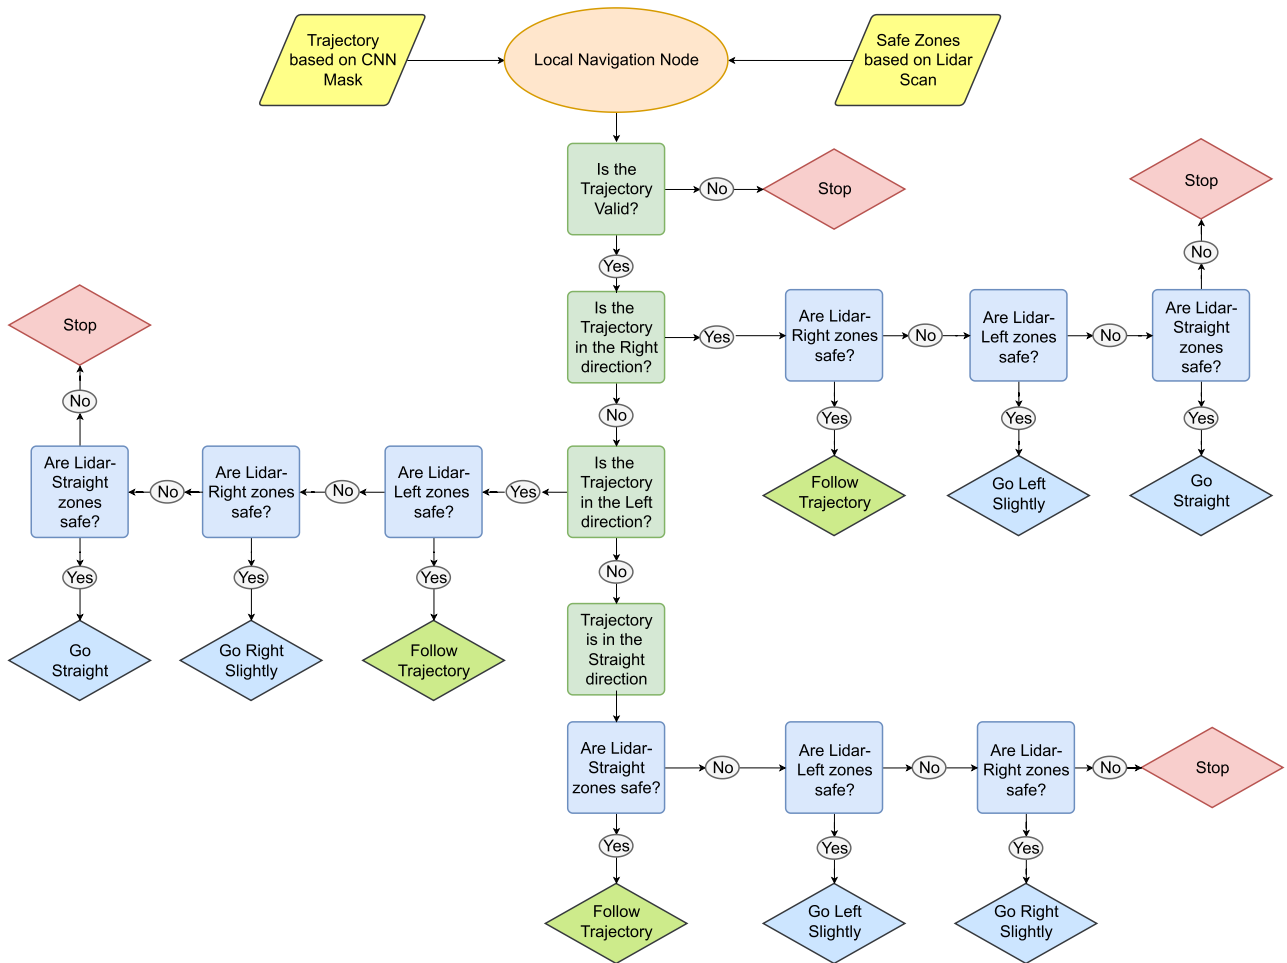 Trajectory
based on CNN
Mask
Local Navigation Node
Safe Zones
based on Lidar
Scan
Is the
Trajectory
Valid?
No
Stop
Stop
No
Yes
Is the
Trajectory
in the Right
direction?
Yes
Are Lidar-
Right zones
safe?
No
Are Lidar-
Left zones
safe?
No
Are Lidar-
Straight
zones
safe?
Yes
Follow
Trajectory
Yes
Go Left
Slightly
Yes
Go
Straight
No
Is the
Trajectory
in the Left
direction?
Yes
Are Lidar-
Left zones
safe?
No
Are Lidar-
Right zones
safe?
No
Are Lidar-
Straight
zones
safe?
No
Stop
Yes
Go
Straight
Yes
Go Right
Slightly
Yes
Follow
Trajectory
No
Trajectory
is in the
Straight
direction
Are Lidar-
Straight
zones safe?
No
Are Lidar-
Left zones
safe?
No
Are Lidar-
Right zones
safe?
No
Stop
Yes
Follow
Trajectory
Yes
Go Left
Slightly
Yes
Go Right
Slightly